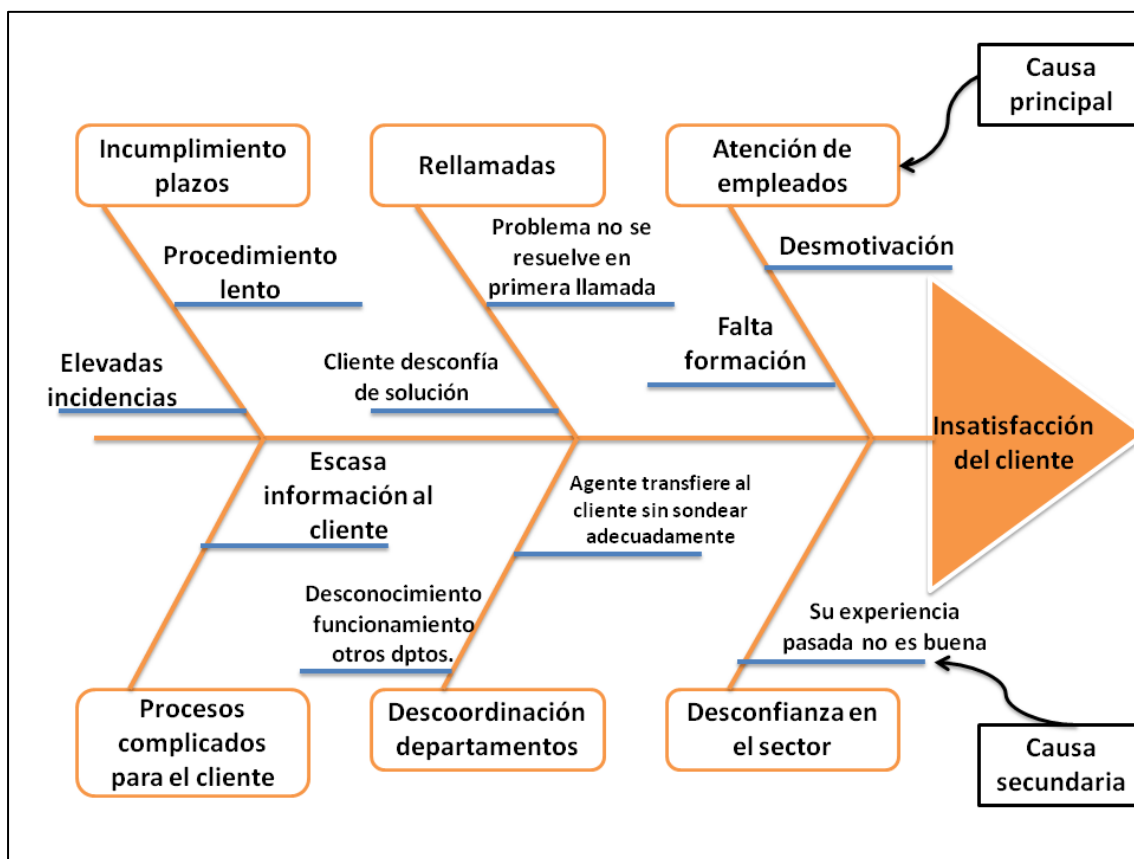 Causa
principal
Incumplimiento
plazos
Rellamadas
Atención de
empleados
Procedimiento
lento
Problema no se
resuelve en
primera llamada
Desmotivación
Elevadas
incidencias
Cliente desconfía
de solución
Falta
formación
Insatisfacción
del cliente
Escasa
información al
cliente
Agente transfiere al
cliente sin sondear
adecuadamente
Desconocimiento
funcionamiento
otros dptos.
Su experiencia
pasada no es buena
Procesos
complicados
para el cliente
Descoordinación
departamentos
Desconfianza en
el sector
Causa
secundaria